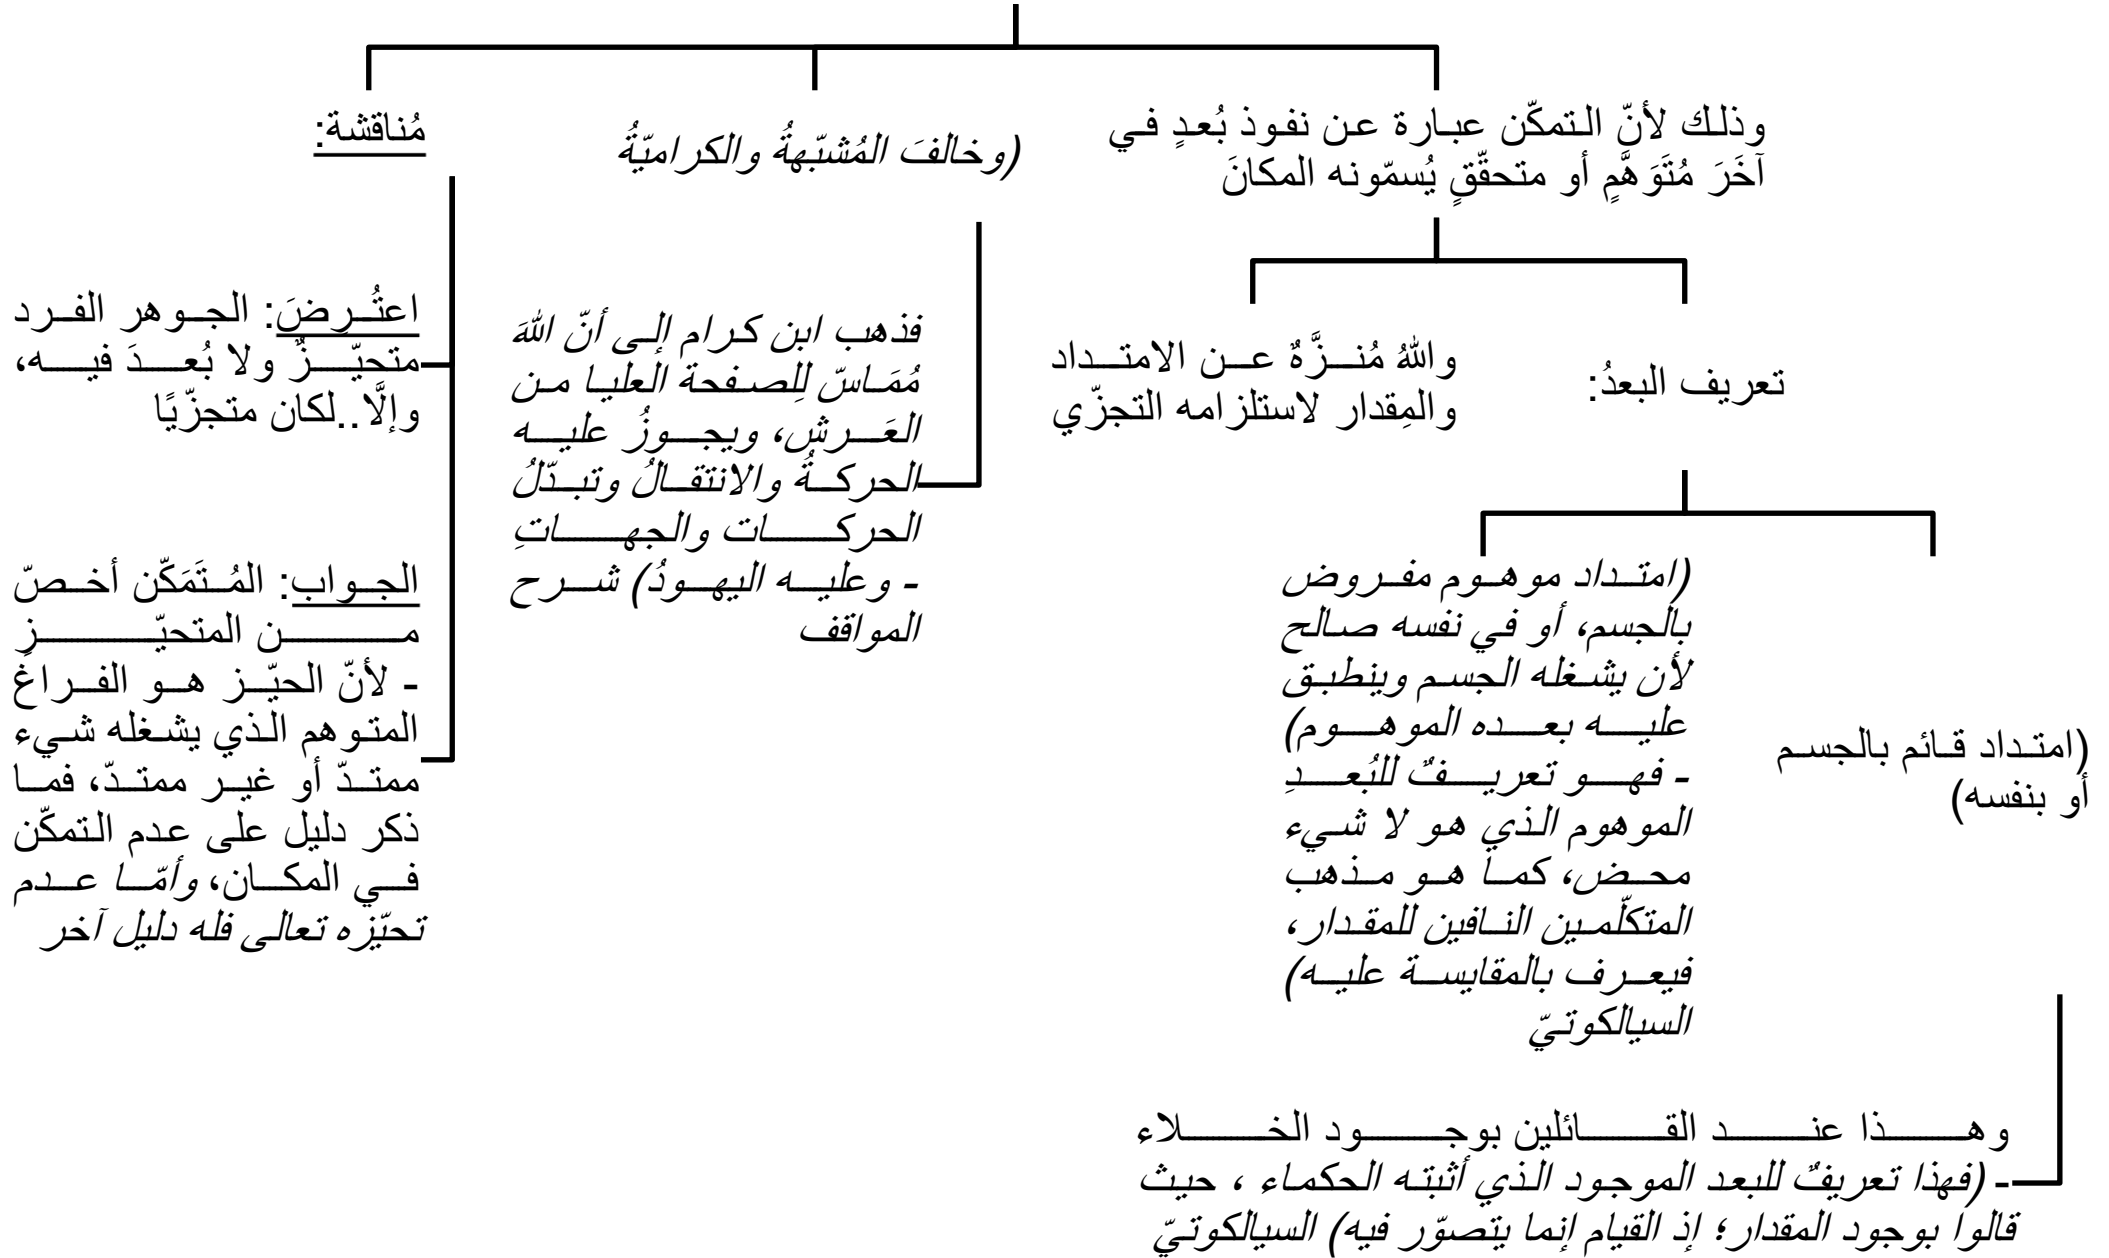 وذلك لأنّ التمكّن عبارة عن نفوذ بُعدٍ في
آخَرَ مُتَوَهَّمٍ أو متحقّقٍ يُسمّونه المكانَ
تعريف البعدُ:
(امتداد قائم بالجسم
أو بنفسه)
وهذا عند القائلين بوجود الخلاء
- (فهذا تعريفٌ للبعد الموجود الذي أثبته الحكماء ، حيث
قالوا بوجود المقدار؛ إذ القيام إنما يتصوّر فيه) السيالكوتيّ
(امتداد موهوم مفروض
بالجسم، أو في نفسه صالح
لأن يشغله الجسم وينطبق
عليه بعده الموهوم)
- فهو تعريفٌ للبُعدِ
الموهوم الذي هو لا شيء
محض، كما هو مذهب
المتكلّمين النافين للمقدار،
فيعرف بالمقايسة عليه)
السيالكوتيّ
واللهُ مُنزَّهٌ عن الامتداد
والمِقدار لاستلزامه التجزّي
(وخالفَ المُشبّهةُ والكراميّةُ
فذهب ابن كرام إلى أنّ اللهَ
مُمَاسّ لِلصفحة العليا من
العَرش، ويجوزُ عليه
الحركةُ والانتقالُ وتبدّلُ
الحركات والجهاتِ
- وعليه اليهودُ) شرح
المواقف
مُناقشة:
اعتُرِضَ: الجوهر الفرد
متحيّزٌ ولا بُعدَ فيه،
وإلَّا..لكان متجزّيًا
الجواب: المُتَمَكّن أخصّ
من المتحيّزِ
- لأنّ الحيّز هو الفراغُ
المتوهم الذي يشغله شيء
ممتدّ أو غير ممتدّ، فما
ذكر دليل على عدم التمكّن
في المكان، وأمّا عدم
تحيّزه تعالى فله دليل آخر